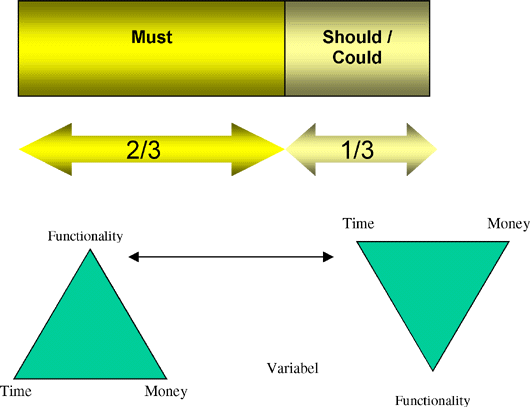 Must
Should /
Could
2/3
1/3
Functionality
Time
Money
Time
Money
Variabel
Functionality